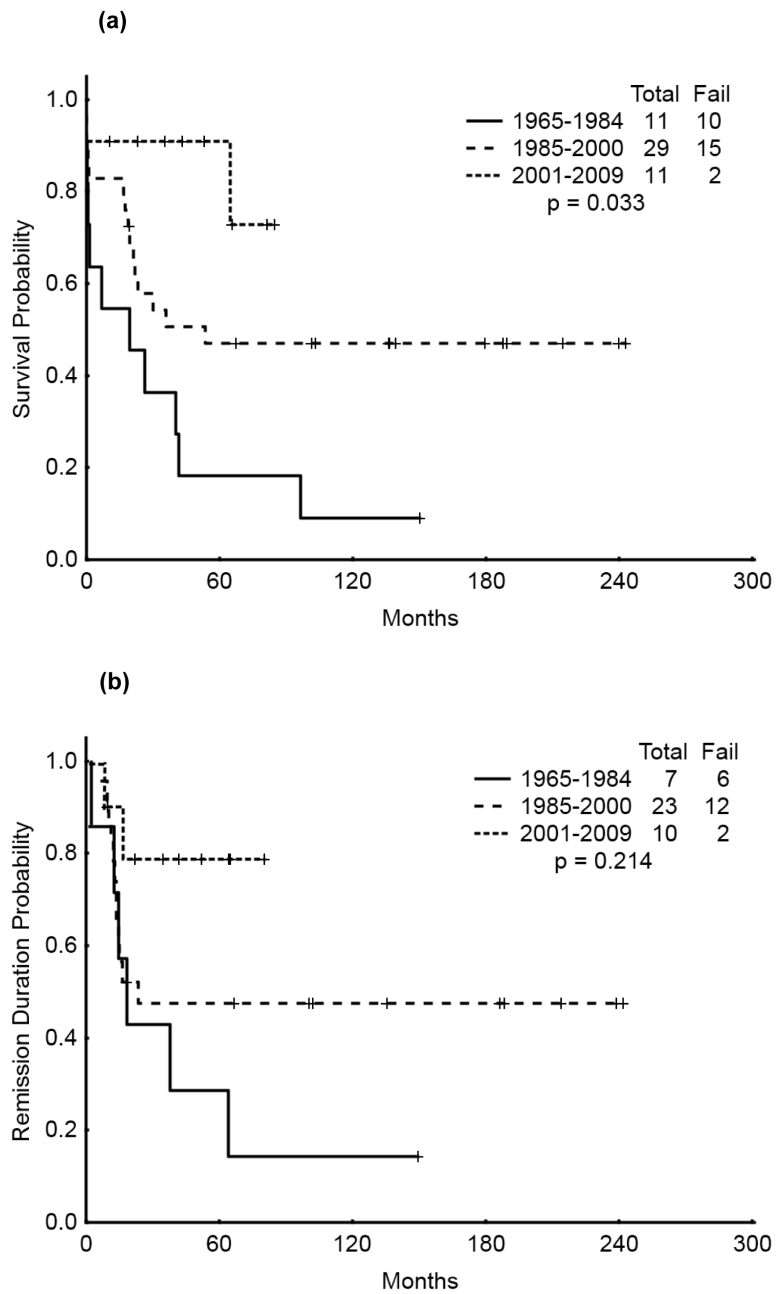 (a)
Total Fail
1965-1984 11 10
1985-2000 29 15
2001-2009 11 2
p = 0.033
Survival Probability
1.0
0.8
0.6
0.4
0.2
0.0
0 60 120 180 240 300
Months
(b)
Total Fail
1965-1984 7 6
1985-2000 23 12
2001-2009 10 2
p = 0.214
Remission Duration Probability
1.0
0.8
0.6
0.4
0.2
0.0
0 60 120 180 240 300
Months